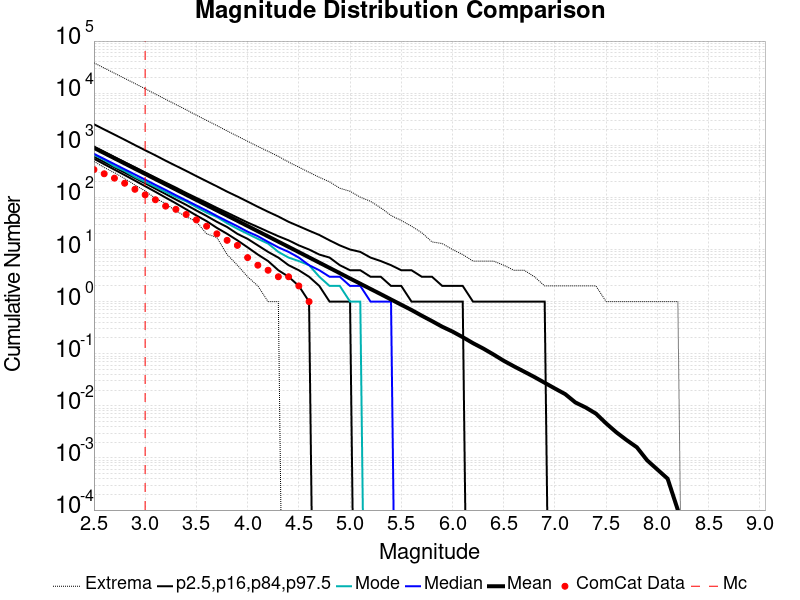 Magnitude Distribution Comparison
Cumulative Number
10^5
10^4
10^3
10^2
10^1
10^0
10^-1
10^-2
10^-3
10^-4
2.5 3.0 3.5 4.0 4.5 5.0 5.5 6.0 6.5 7.0 7.5 8.0 8.5 9.0
Magnitude
Extrema p2.5,p16,p84,p97.5 Mode Median Mean ComCat Data Mc